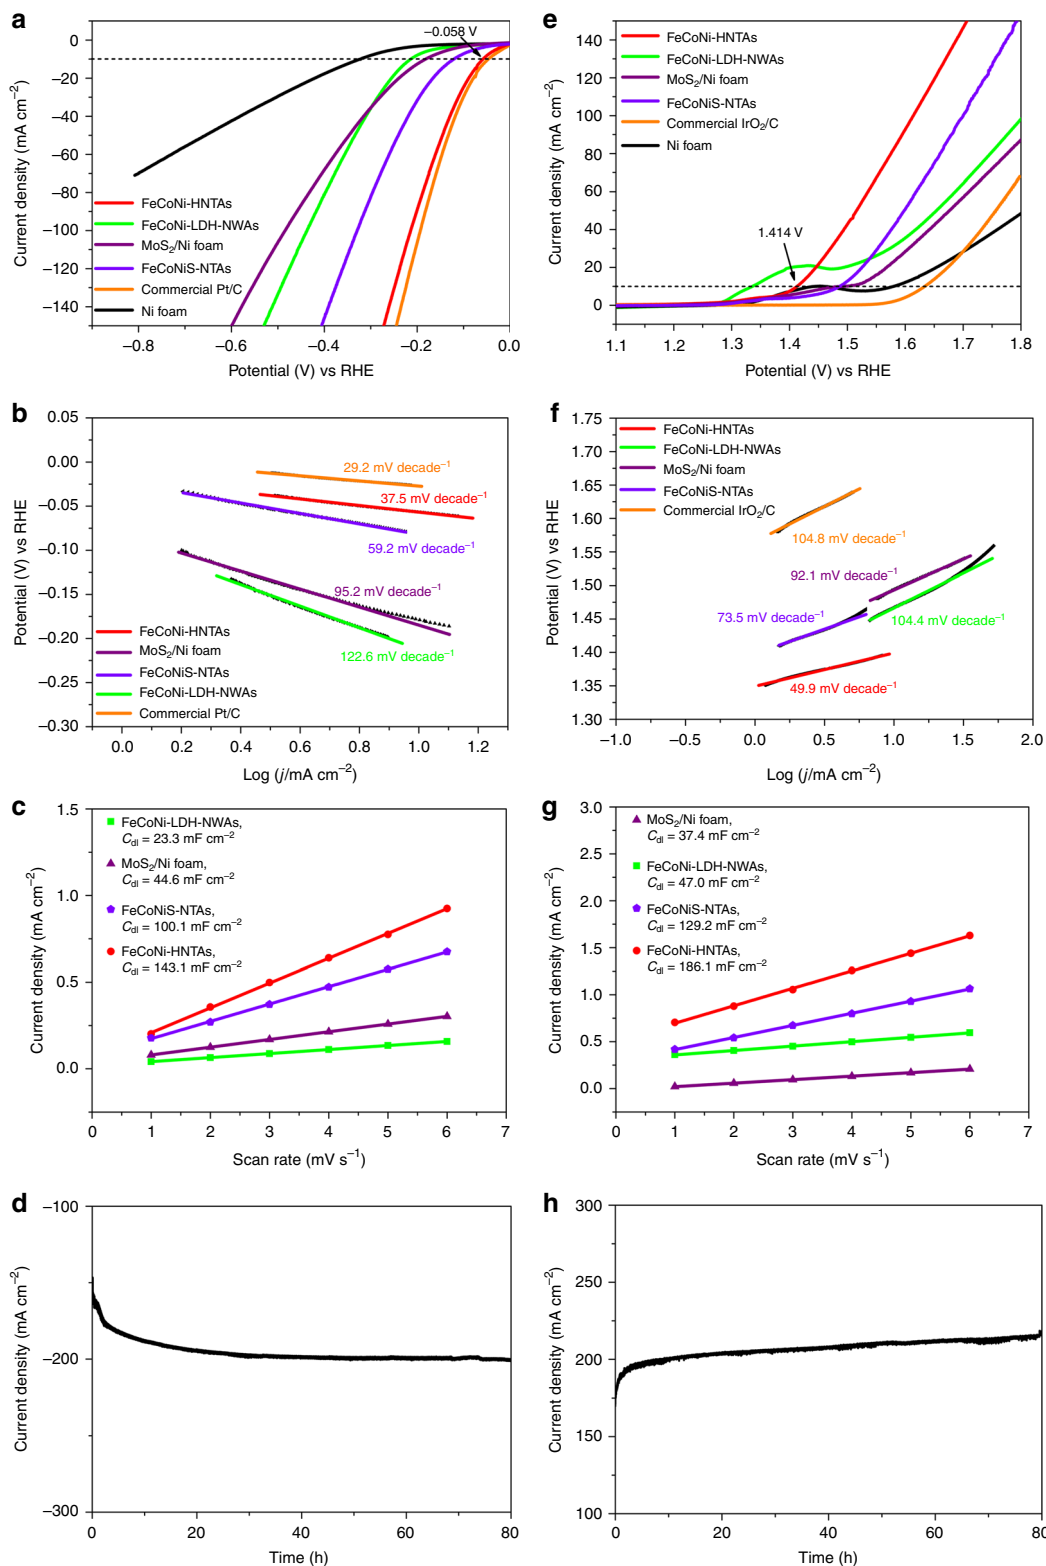 a
−0.058 V
0
−20
−40
−60
−80
−100
−120
−140
Current density (mA cm−2)
FeCoNi-HNTAs
FeCoNi-LDH-NWAs
MoS2/Ni foam
FeCoNiS-NTAs
Commercial Pt/C
Ni foam
−0.8
−0.6
−0.4
−0.2
0.0
Potential (V) vs RHE
e
140
120
100
80
60
40
20
0
Current density (mA cm−2)
FeCoNi-HNTAs
FeCoNi-LDH-NWAs
MoS2/Ni foam
FeCoNiS-NTAs
Commercial IrO2/C
Ni foam
1.414 V
1.1
1.2
1.3
1.4
1.5
1.6
1.7
1.8
Potential (V) vs RHE
b
0.05
0.00
−0.05
−0.10
−0.15
−0.20
−0.25
−0.30
Potential (V) vs RHE
29.2 mV decade−1
37.5 mV decade−1
59.2 mV decade−1
95.2 mV decade−1
122.6 mV decade−1
FeCoNi-HNTAs
MoS2/Ni foam
FeCoNiS-NTAs
FeCoNi-LDH-NWAs
Commercial Pt/C
0.0
0.2
0.4
0.6
0.8
1.0
1.2
Log (j/mA cm−2)
f
1.75
1.70
1.65
1.60
1.55
1.50
1.45
1.40
1.35
1.30
Potential (V) vs RHE
FeCoNi-HNTAs
FeCoNi-LDH-NWAs
MoS2/Ni foam
FeCoNiS-NTAs
Commercial IrO2/C
104.8 mV decade−1
92.1 mV decade−1
73.5 mV decade−1
104.4 mV decade−1
49.9 mV decade−1
−1.0
−0.5
0.0
0.5
1.0
1.5
2.0
Log (j/mA cm−2)
c
1.5
1.0
0.5
0.0
Current density (mA cm−2)
FeCoNi-LDH-NWAs,
Cdl = 23.3 mF cm−2
MoS2/Ni foam,
Cdl = 44.6 mF cm−2
FeCoNiS-NTAs,
Cdl = 100.1 mF cm−2
FeCoNi-HNTAs,
Cdl = 143.1 mF cm−2
0
1
2
3
4
5
6
7
Scan rate (mV s−1)
g
3.0
2.5
2.0
1.5
1.0
0.5
0.0
Current density (mA cm−2)
MoS2/Ni foam,
Cdl = 37.4 mF cm−2
FeCoNi-LDH-NWAs,
Cdl = 47.0 mF cm−2
FeCoNiS-NTAs,
Cdl = 129.2 mF cm−2
FeCoNi-HNTAs,
Cdl = 186.1 mF cm−2
0
1
2
3
4
5
6
7
Scan rate (mV s−1)
d
−100
−200
−300
Current density (mA cm−2)
0
20
40
60
80
Time (h)
h
300
250
200
150
100
Current density (mA cm−2)
0
20
40
60
80
Time (h)